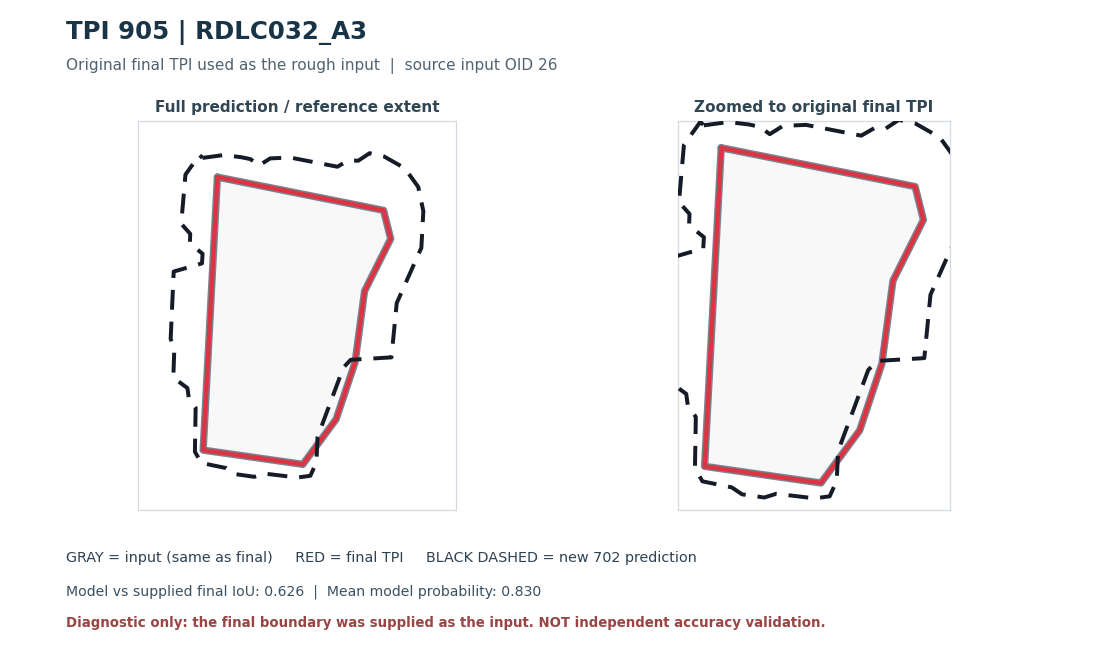 TPI 905 | RDLC032_A3
Original final TPI used as the rough input | source input OID 26
Full prediction / reference extent
Zoomed to original final TPI
GRAY = input (same as final) RED = final TPI BLACK DASHED = new 702 prediction
Model vs supplied final IoU: 0.626 | Mean model probability: 0.830
Diagnostic only: the final boundary was supplied as the input. NOT independent accuracy validation.